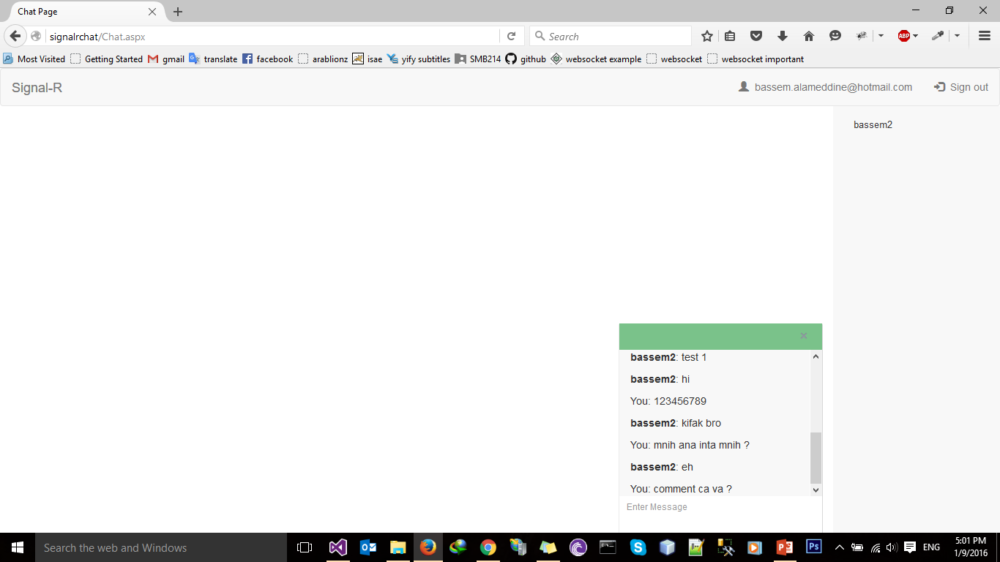 Chat Page
signalrchat/Chat.aspx
Search
Most Visited Getting Started gmail translate facebook arablionz isae yify subtitles SMB214 github websocket example websocket websocket important
Signal-R bassem.alameddine@hotmail.com Sign out
bassem2
bassem2: test 1
bassem2: hi
You: 123456789
bassem2: kifak bro
You: mnih ana inta mnih ?
bassem2: eh
You: comment ca va ?
Enter Message
Search the web and Windows
ENG
5:01 PM
1/9/2016